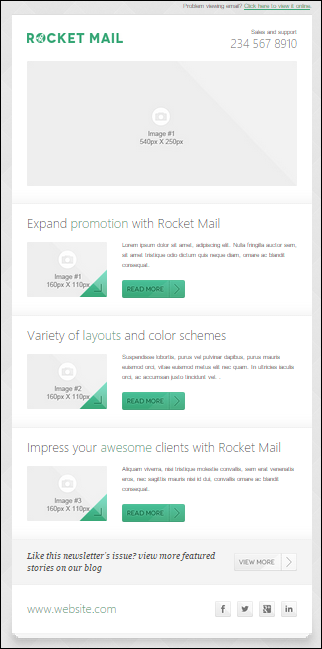 Problem viewing email? Click here to view it online.
ROCKET MAIL
Sales and support
234 567 8910
Image #1
540px X 250px
Expand promotion with Rocket Mail
Image #1
160px X 110px
Lorem ipsum dolor sit amet, adipiscing elit. Nulla fringilla auctor sem,
sit amet tristique odio dictum quis neque diam, ornare ac blandit
consequat.
READ MORE
Variety of layouts and color schemes
Image #2
160px X 110px
Suspendisse lobortis, purus vel pulvinar dapibus, purus mauris
euismod orci, vitae euismod metus elit nec quam. In ultricies iaculis
orci, ac accumsan justo tincidunt vel. .
READ MORE
Impress your awesome clients with Rocket Mail
Image #3
160px X 110px
Aliquam viverra, nisi tristique molestie convallis, sem erat venenatis
eros, nec sagittis mauris nisi id dui, convallis ornare ac blandit
consequat.
READ MORE
Like this newsletter's issue? view more featured
stories on our blog
VIEW MORE
www.website.com